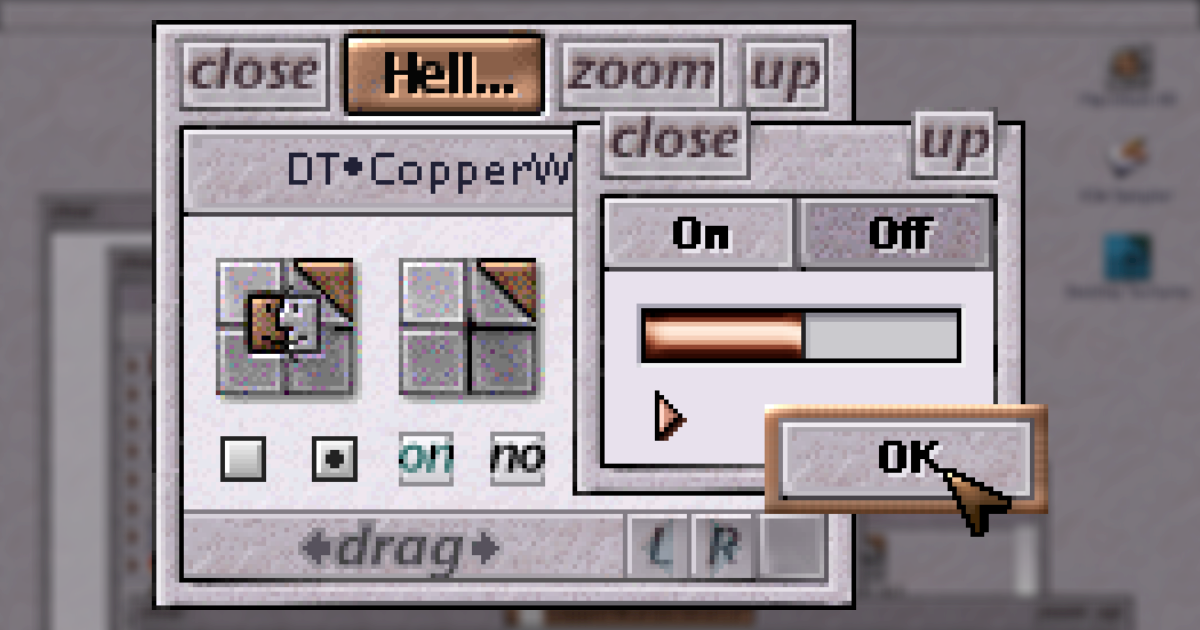 close Hell... zoom up
close up
DT•CopperW
On Off
on no
OK
drag L R